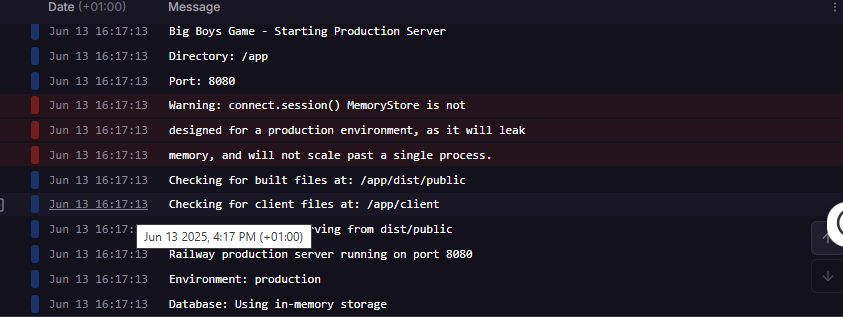 Date (+01:00) Message
Jun 13 16:17:13 Big Boys Game - Starting Production Server
Jun 13 16:17:13 Directory: /app
Jun 13 16:17:13 Port: 8080
Jun 13 16:17:13 Warning: connect.session() MemoryStore is not
Jun 13 16:17:13 designed for a production environment, as it will leak
Jun 13 16:17:13 memory, and will not scale past a single process.
Jun 13 16:17:13 Checking for built files at: /app/dist/public
Jun 13 16:17:13 Checking for client files at: /app/client
Jun 13 16:17:13 rving from dist/public
Jun 13 2025, 4:17 PM (+01:00)
Jun 13 16:17:13 Railway production server running on port 8080
Jun 13 16:17:13 Environment: production
Jun 13 16:17:13 Database: Using in-memory storage